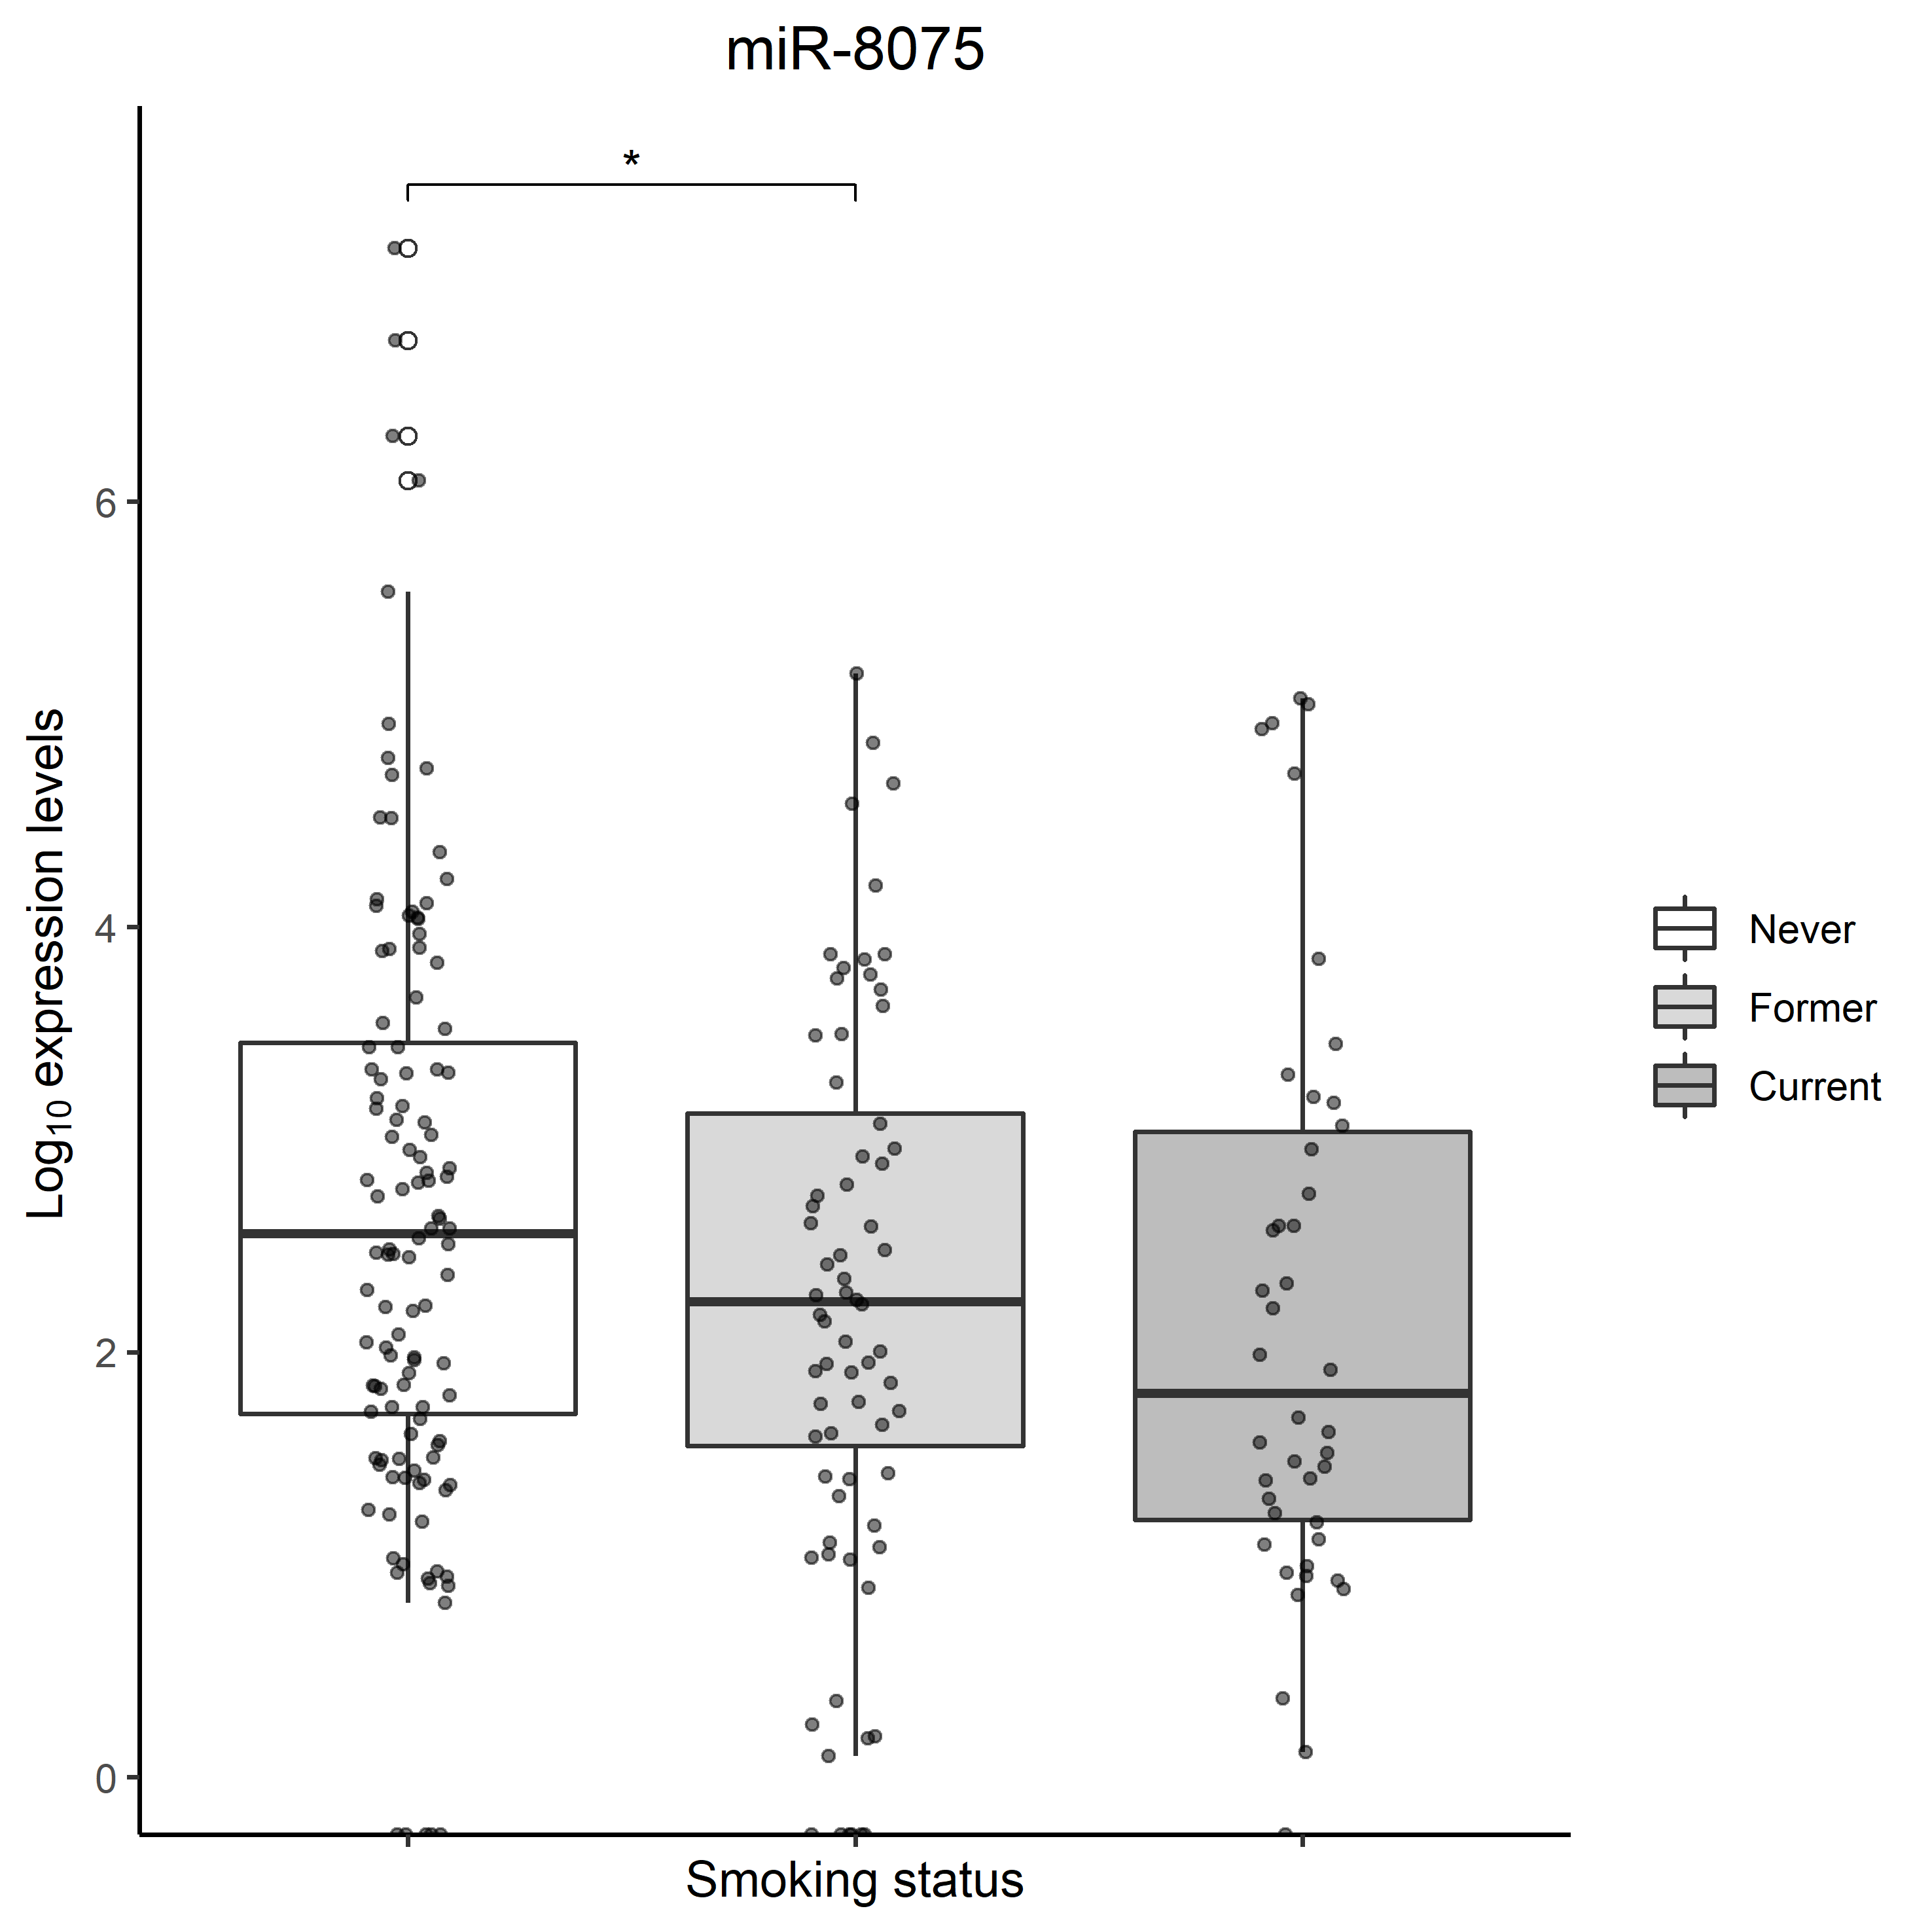 miR-8075
*
6
4
2
0
Log10 expression levels
Smoking status
Never
Former
Current